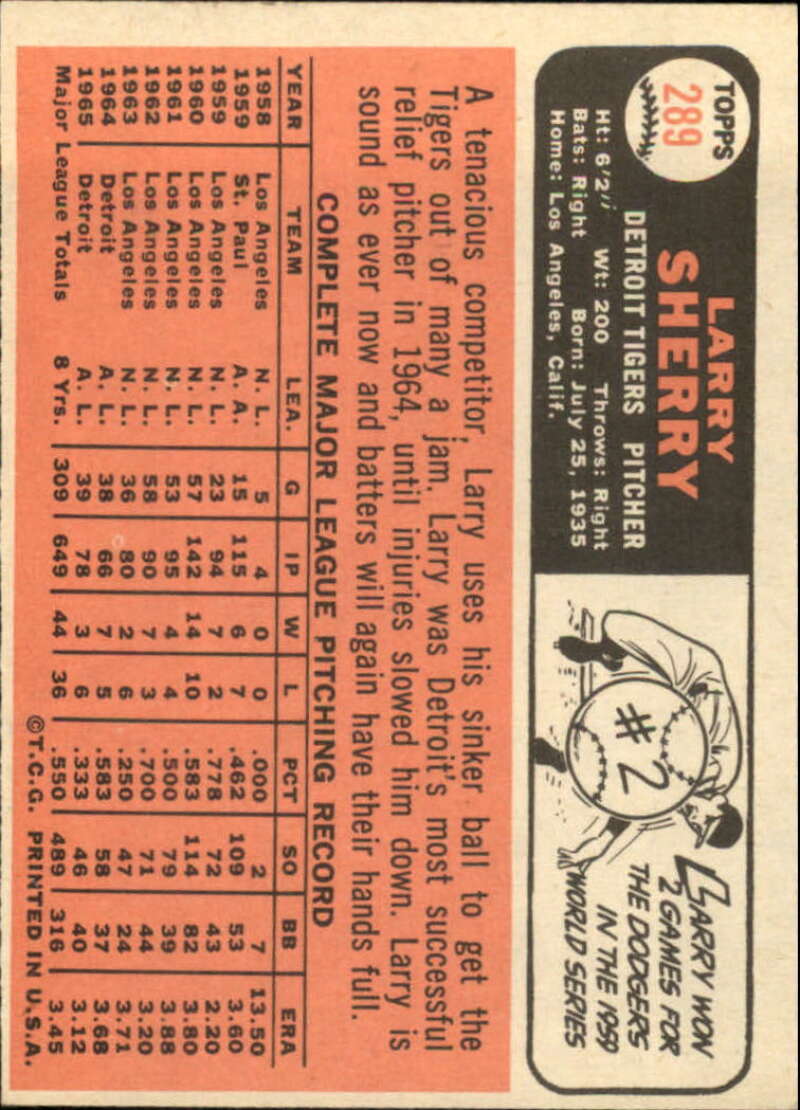 TOPPS
289
LARRY
SHERRY
DETROIT TIGERS PITCHER
Ht: 6'2" Wt: 200 Throws: Right
Bats: Right Born: July 25, 1935
Home: Los Angeles, Calif.
#2
LARRY WON
2 GAMES FOR
THE DODGERS
IN THE 1959
WORLD SERIES
A tenacious competitor, Larry uses his sinker ball to get the
Tigers out of many a jam. Larry was Detroit's most successful
relief pitcher in 1964, until injuries slowed him down. Larry is
sound as ever now and batters will again have their hands full.
COMPLETE MAJOR LEAGUE PITCHING RECORD
YEAR TEAM LEA. G IP W L PCT SO BB ERA
1958 Los Angeles N. L. 5 4 0 0 .000 2 7 13.50
1959 St. Paul A. A. 15 115 6 7 .462 109 53 3.60
1959 Los Angeles N. L. 23 94 7 2 .778 72 43 2.20
1960 Los Angeles N. L. 57 142 14 10 .583 114 82 3.80
1961 Los Angeles N. L. 53 95 4 4 .500 79 39 3.88
1962 Los Angeles N. L. 58 90 7 3 .700 71 44 3.20
1963 Los Angeles N. L. 36 80 2 6 .250 47 24 3.71
1964 Detroit A. L. 38 66 7 5 .583 58 37 3.68
1965 Detroit A. L. 39 78 3 6 .333 46 40 3.12
Major League Totals 8 Yrs. 309 649 44 36 .550 489 316 3.45
©T.C.G. PRINTED IN U.S.A.